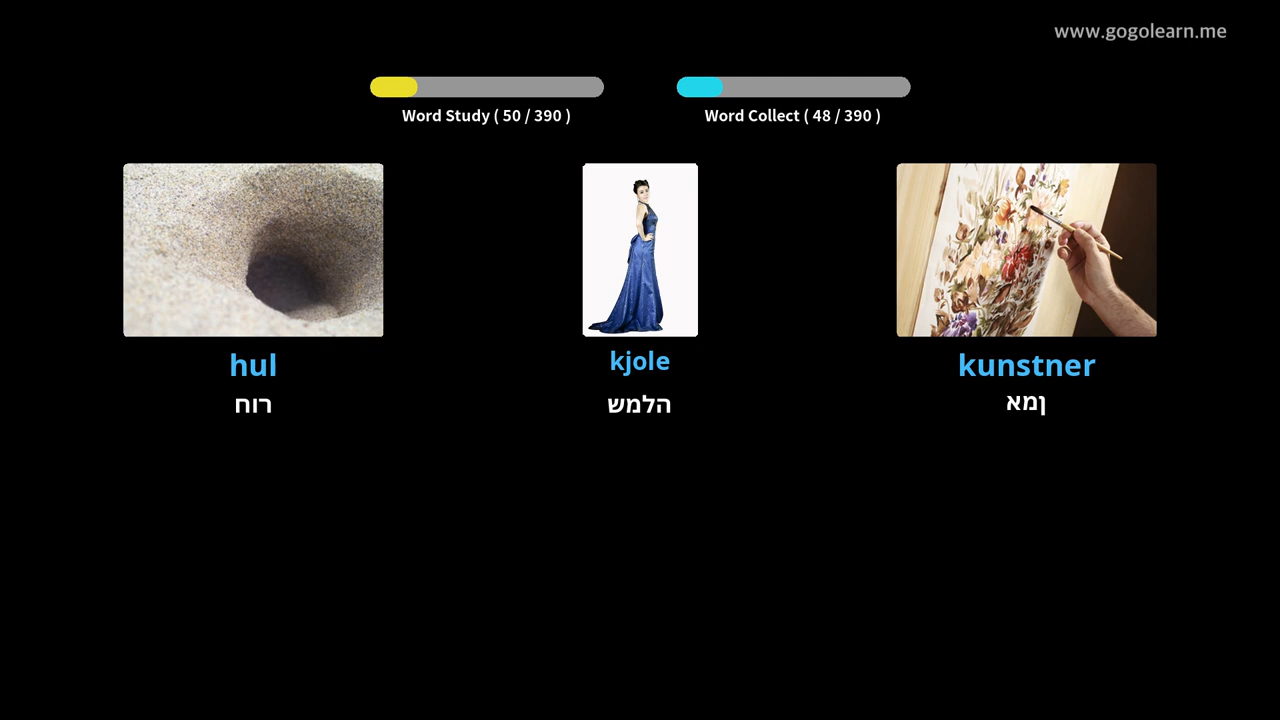 www.gogolearn.me
Word Study ( 50 / 390 )
Word Collect ( 48 / 390 )
hul
kjole
kunstner
רוח
הלמש
ןמא